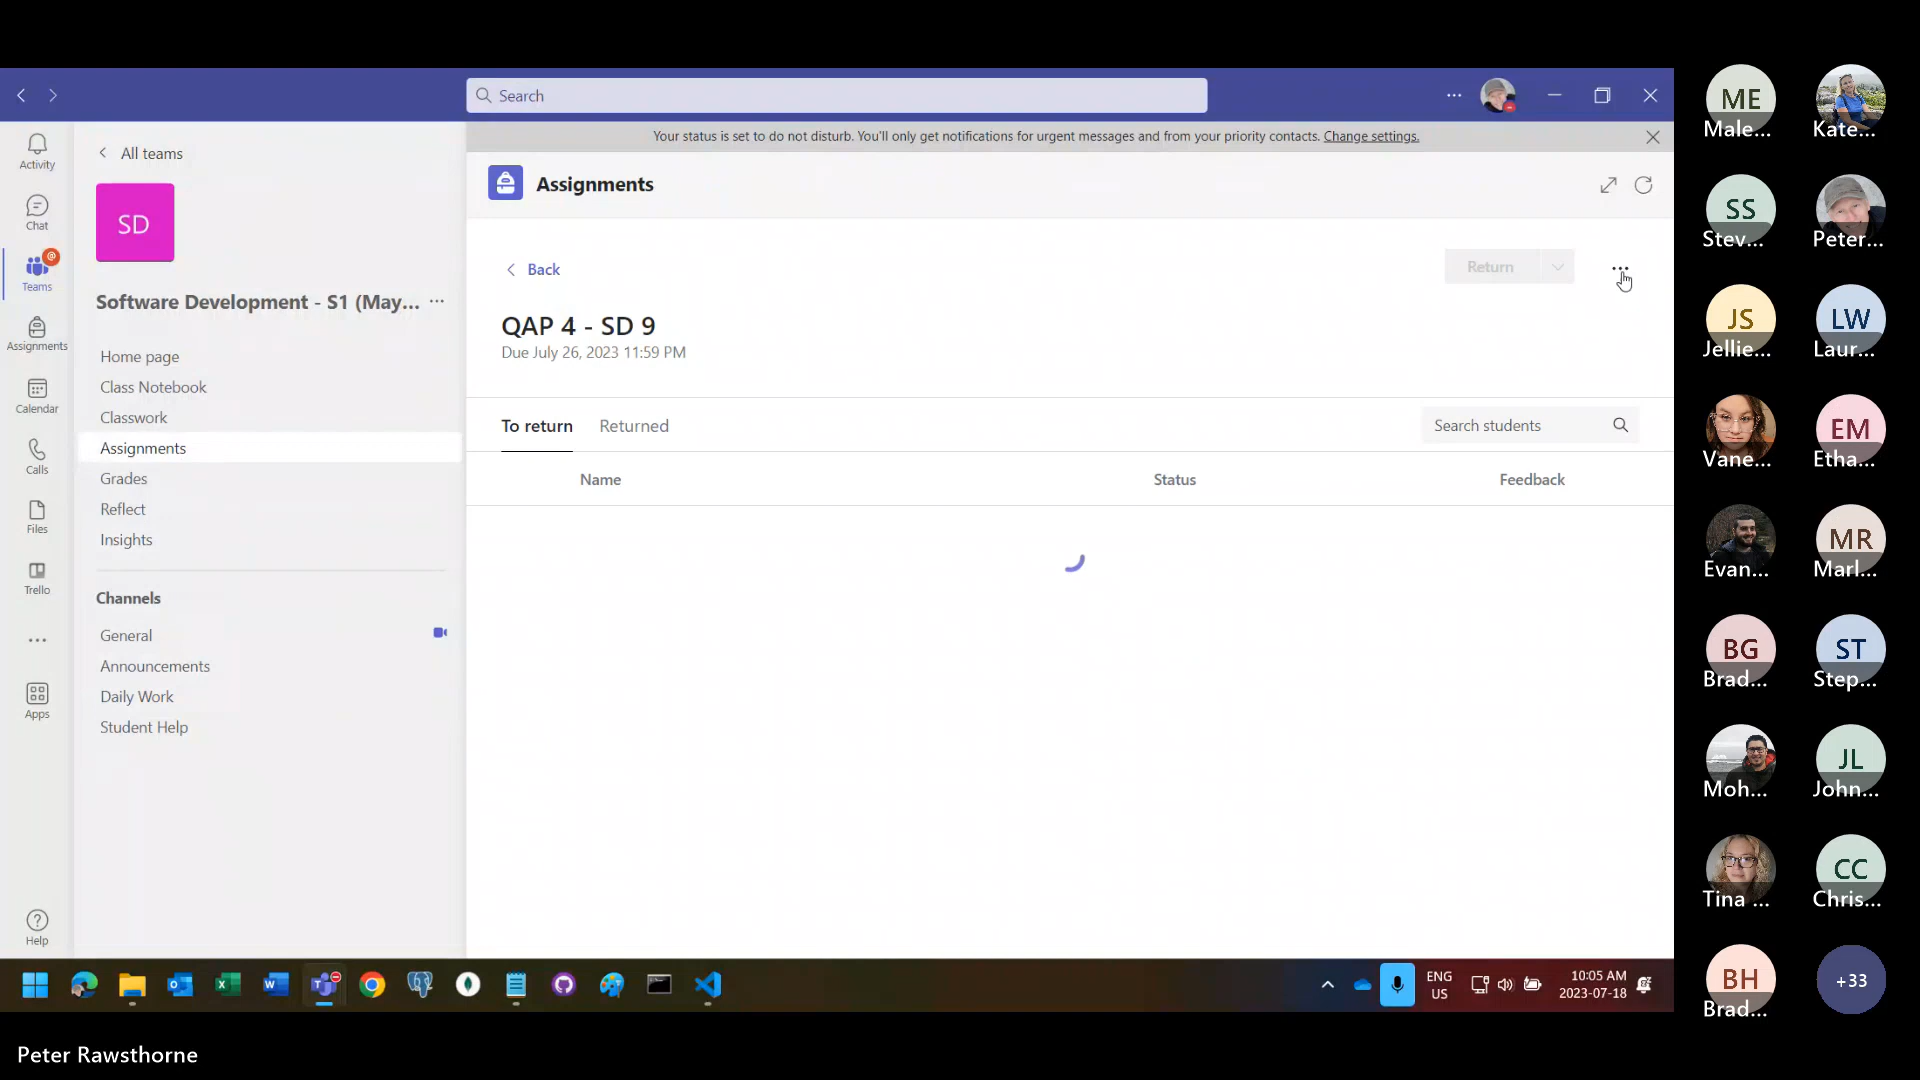 Search
Your status is set to do not disturb. You'll only get notifications for urgent messages and from your priority contacts. Change settings.
Activity
Chat
@
Teams
Assignments
Calendar
Calls
Files
Trello
Apps
Help
All teams
SD
Software Development - S1 (May...
Home page
Class Notebook
Classwork
Assignments
Grades
Reflect
Insights
Channels
General
Announcements
Daily Work
Student Help
Assignments
Back
Return
QAP 4 - SD 9
Due July 26, 2023 11:59 PM
To return
Returned
Search students
Name
Status
Feedback
ENG
US
10:05 AM
2023-07-18
ME
Male...
Kate...
SS
Stev...
Peter...
JS
Jellie...
LW
Laur...
Vane...
EM
Etha...
Evan...
MR
Marl...
BG
Brad...
ST
Step...
Moh...
JL
John...
Tina ...
CC
Chris...
BH
Brad...
+33
Peter Rawsthorne